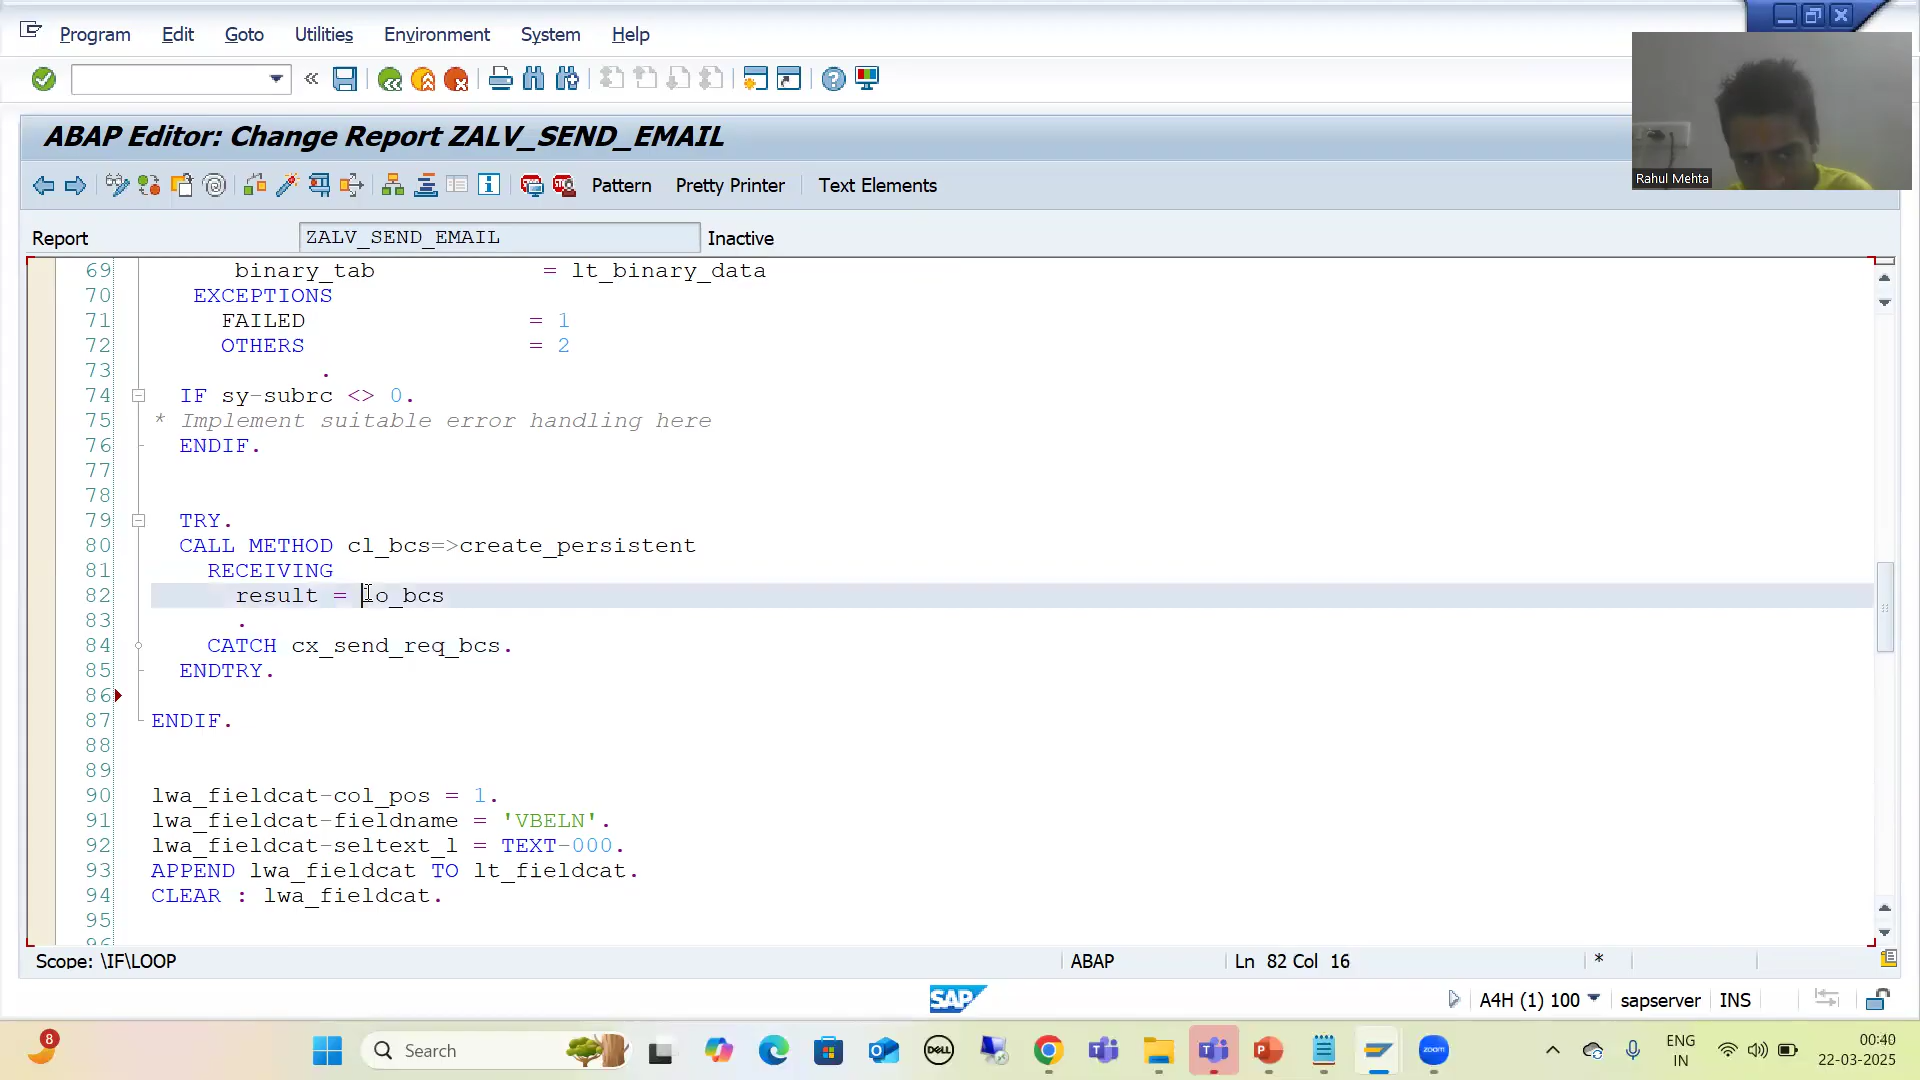 Program Edit Goto Utilities Environment System Help
Rahul Mehta
ABAP Editor: Change Report ZALV_SEND_EMAIL
Pattern Pretty Printer Text Elements
Report ZALV_SEND_EMAIL Inactive
69 binary_tab = lt_binary_data
70 EXCEPTIONS
71 FAILED = 1
72 OTHERS = 2
73 .
74 IF sy-subrc <> 0.
75 * Implement suitable error handling here
76 ENDIF.
77
78
79 TRY.
80 CALL METHOD cl_bcs=>create_persistent
81 RECEIVING
82 result = lo_bcs
83 .
84 CATCH cx_send_req_bcs.
85 ENDTRY.
86
87 ENDIF.
88
89
90 lwa_fieldcat-col_pos = 1.
91 lwa_fieldcat-fieldname = 'VBELN'.
92 lwa_fieldcat-seltext_l = TEXT-000.
93 APPEND lwa_fieldcat TO lt_fieldcat.
94 CLEAR : lwa_fieldcat.
95
96
Scope: \IF\LOOP ABAP Ln 82 Col 16 *
SAP A4H (1) 100 sapserver INS
8 Search DELL zoom ENG IN 00:40 22-03-2025